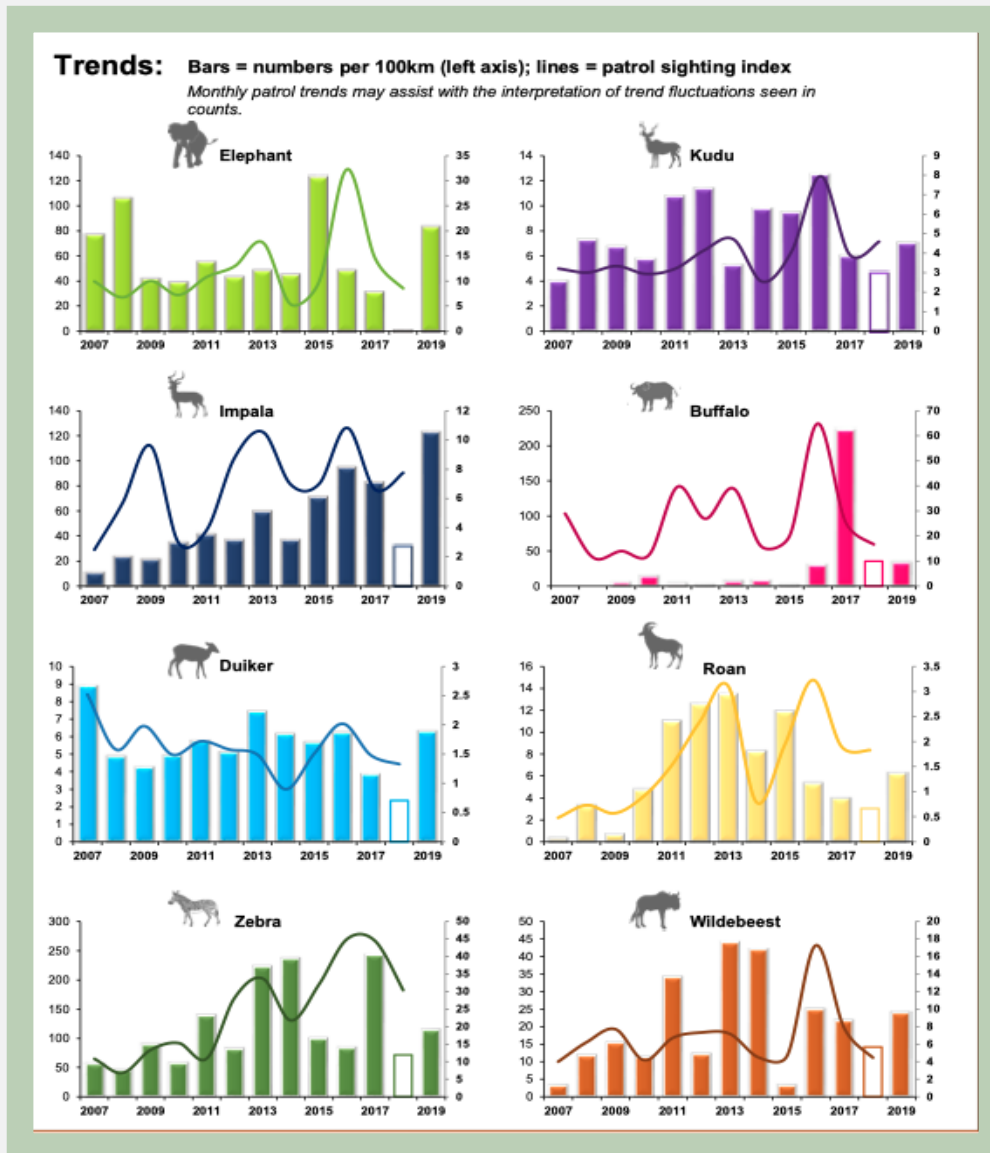 Trends: Bars = numbers per 100km (left axis); lines = patrol sighting index
Monthly patrol trends may assist with the interpretation of trend fluctuations seen in
counts.
Elephant
140 120 100 80 60 40 20 0
35 30 25 20 15 10 5 0
2007 2009 2011 2013 2015 2017 2019
Kudu
14 12 10 8 6 4 2 0
9 8 7 6 5 4 3 2 1 0
2007 2009 2011 2013 2015 2017 2019
Impala
140 120 100 80 60 40 20 0
12 10 8 6 4 2 0
2007 2009 2011 2013 2015 2017 2019
Buffalo
250 200 150 100 50 0
70 60 50 40 30 20 10 0
2007 2009 2011 2013 2015 2017 2019
Duiker
10 9 8 7 6 5 4 3 2 1 0
3 2.5 2 1.5 1 0.5 0
2007 2009 2011 2013 2015 2017 2019
Roan
16 14 12 10 8 6 4 2 0
3.5 3 2.5 2 1.5 1 0.5 0
2007 2009 2011 2013 2015 2017 2019
Zebra
300 250 200 150 100 50 0
50 45 40 35 30 25 20 15 10 5 0
2007 2009 2011 2013 2015 2017 2019
Wildebeest
50 45 40 35 30 25 20 15 10 5 0
20 18 16 14 12 10 8 6 4 2 0
2007 2009 2011 2013 2015 2017 2019